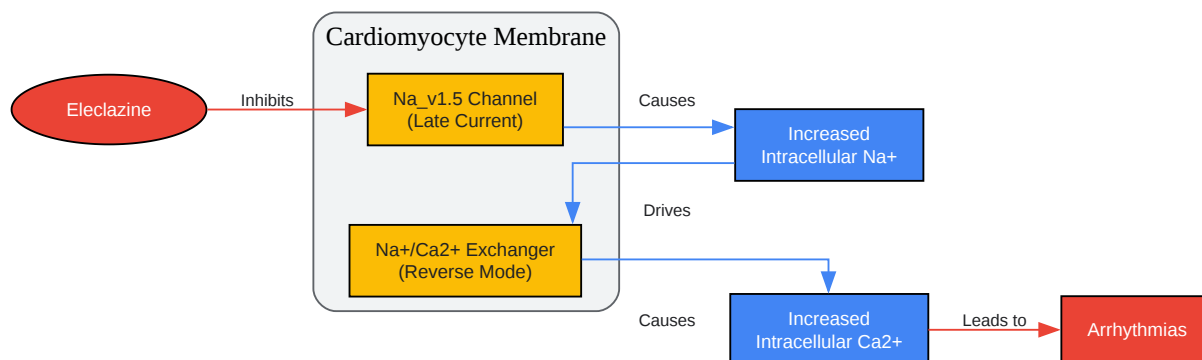 Cardiomyocyte Membrane
Eleclazine
Inhibits
Na_v1.5 Channel
(Late Current)
Causes
Increased
Intracellular Na+
Drives
Na+/Ca2+ Exchanger
(Reverse Mode)
Causes
Increased
Intracellular Ca2+
Leads to
Arrhythmias